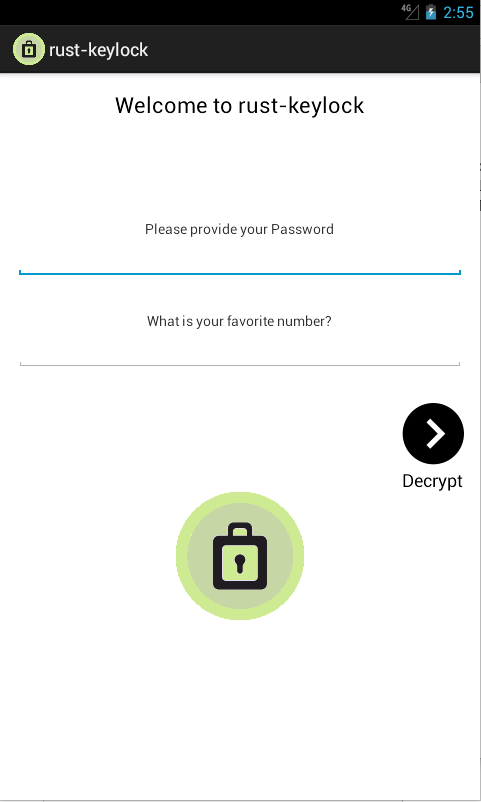 4G 2:55
rust-keylock
Welcome to rust-keylock
Please provide your Password
What is your favorite number?
Decrypt